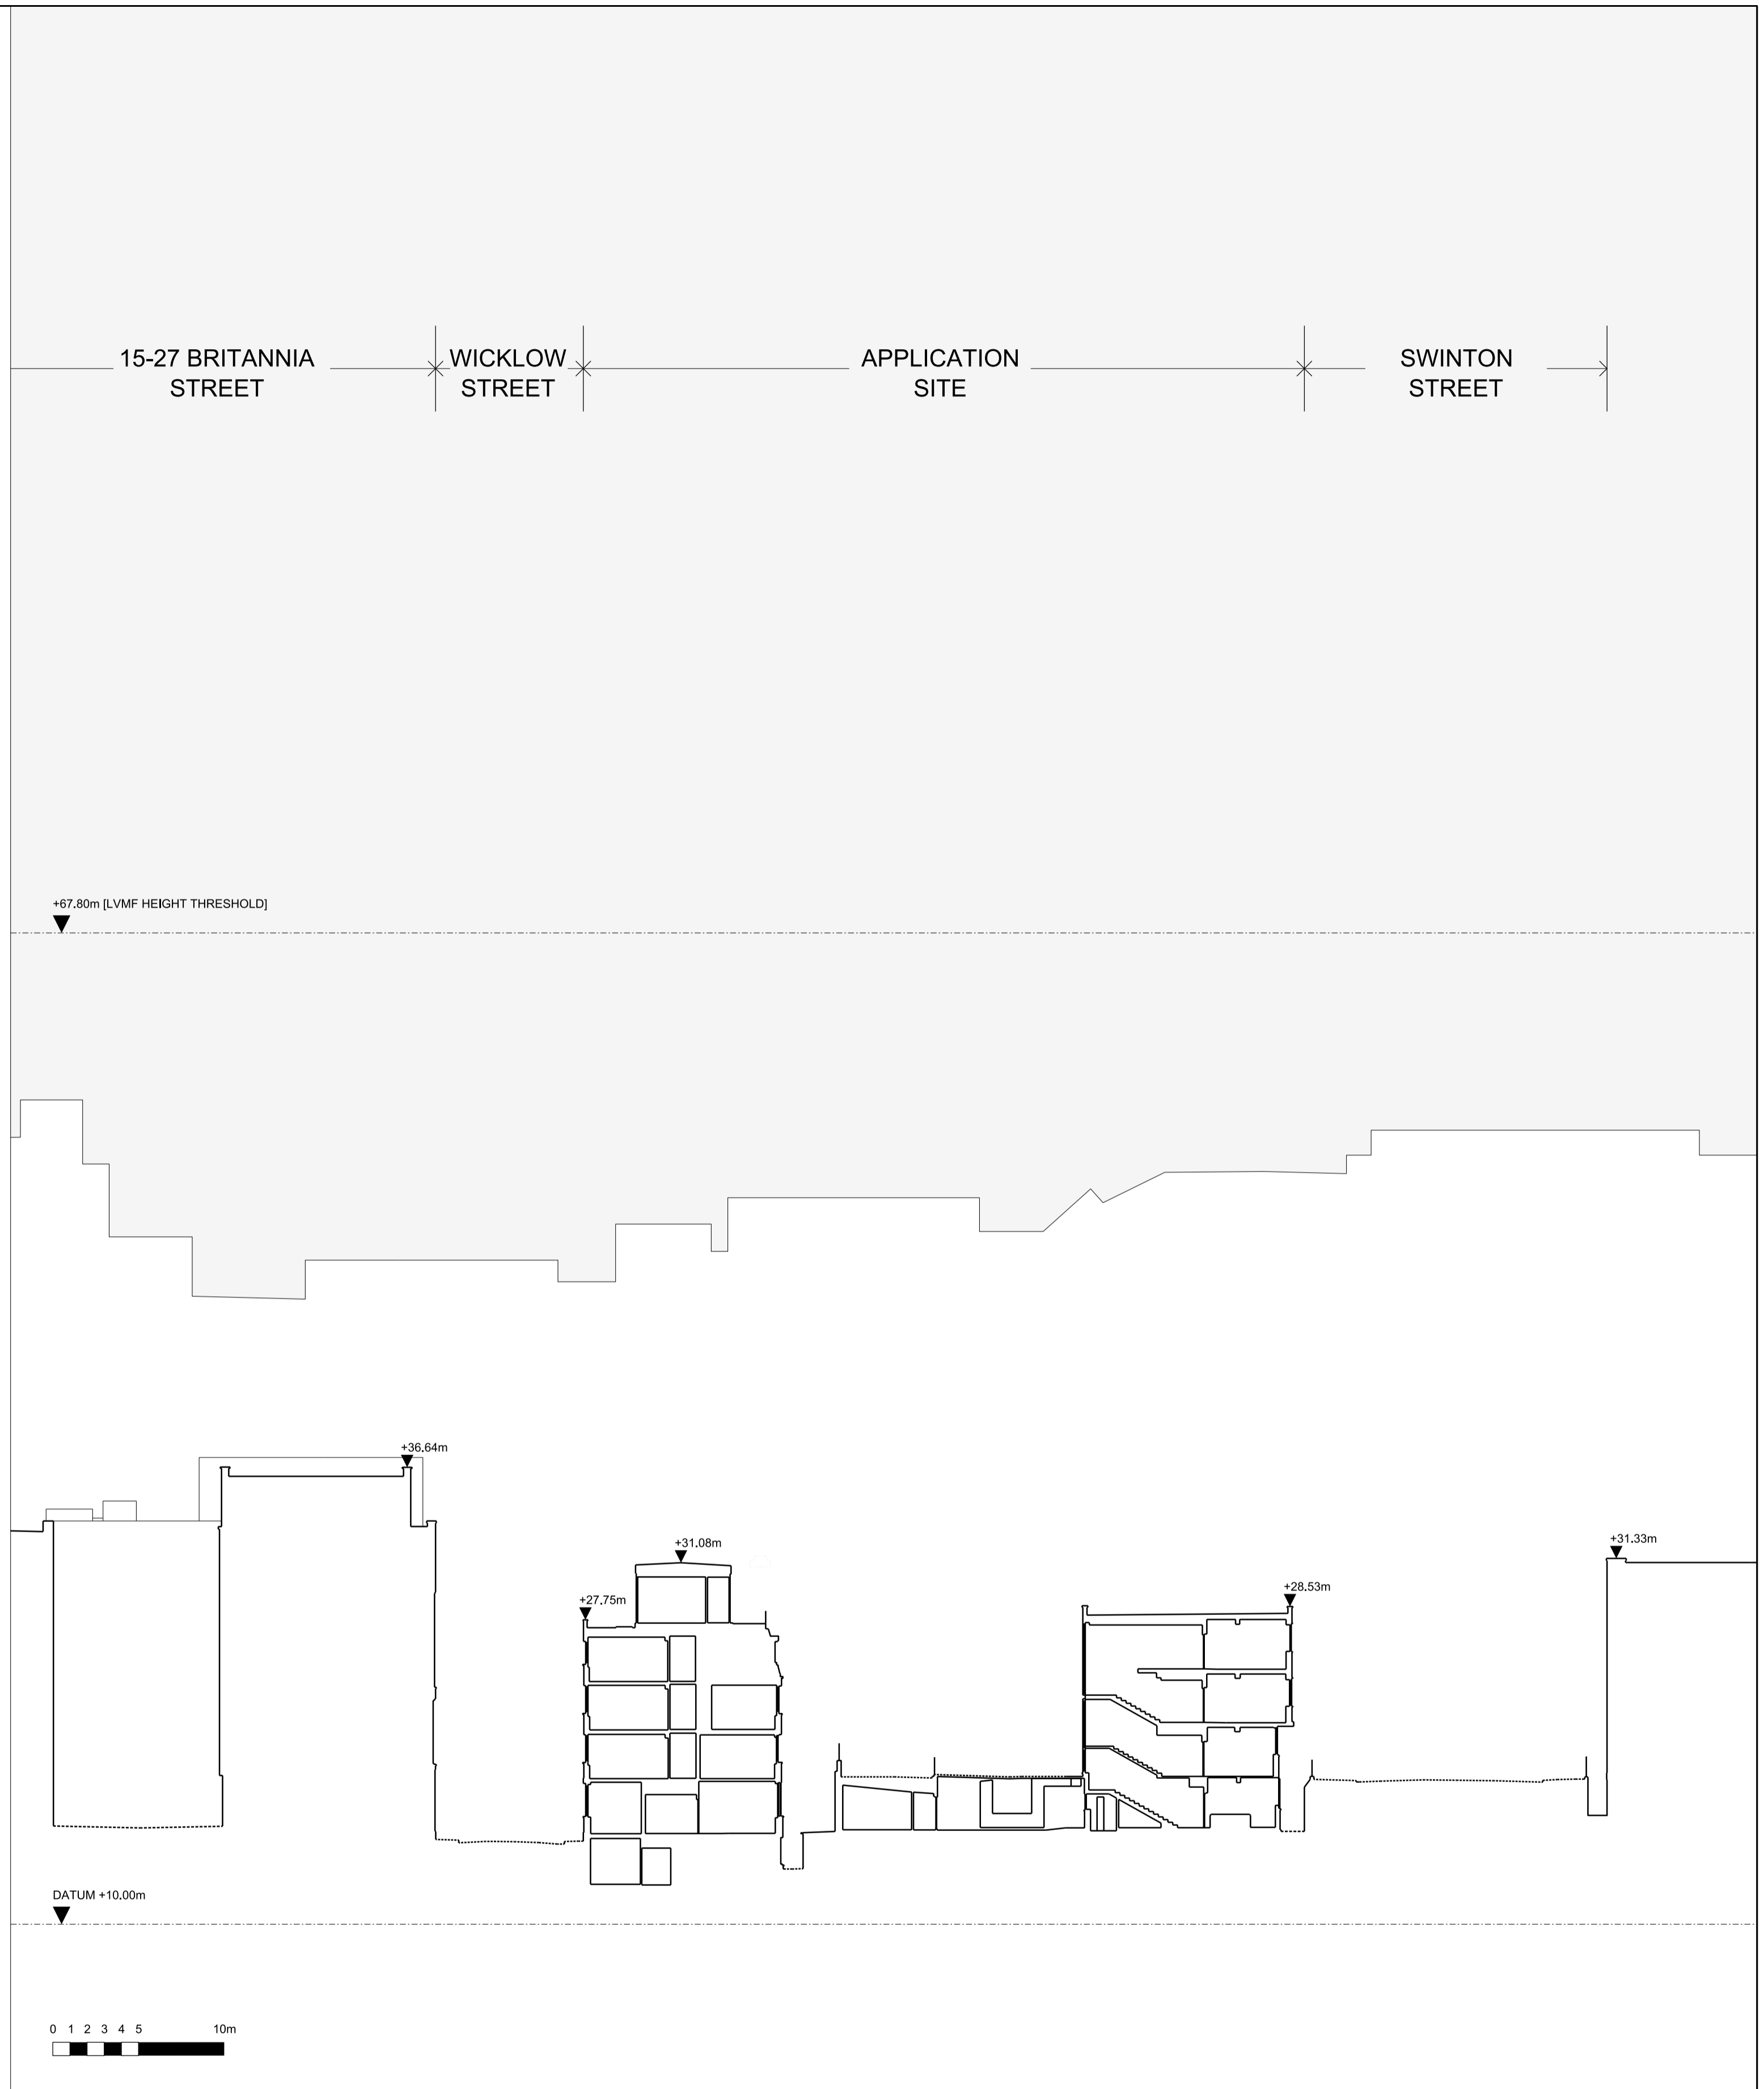 15-27 BRITANNIA
STREET
WICKLOW
STREET
APPLICATION
SITE
SWINTON
STREET
+67.80m [LVMF HEIGHT THRESHOLD]
+36.64m
+31.08m
+31.33m
+27.75m
+28.53m
DATUM +10.00m
0 1 2 3 4 5 10m